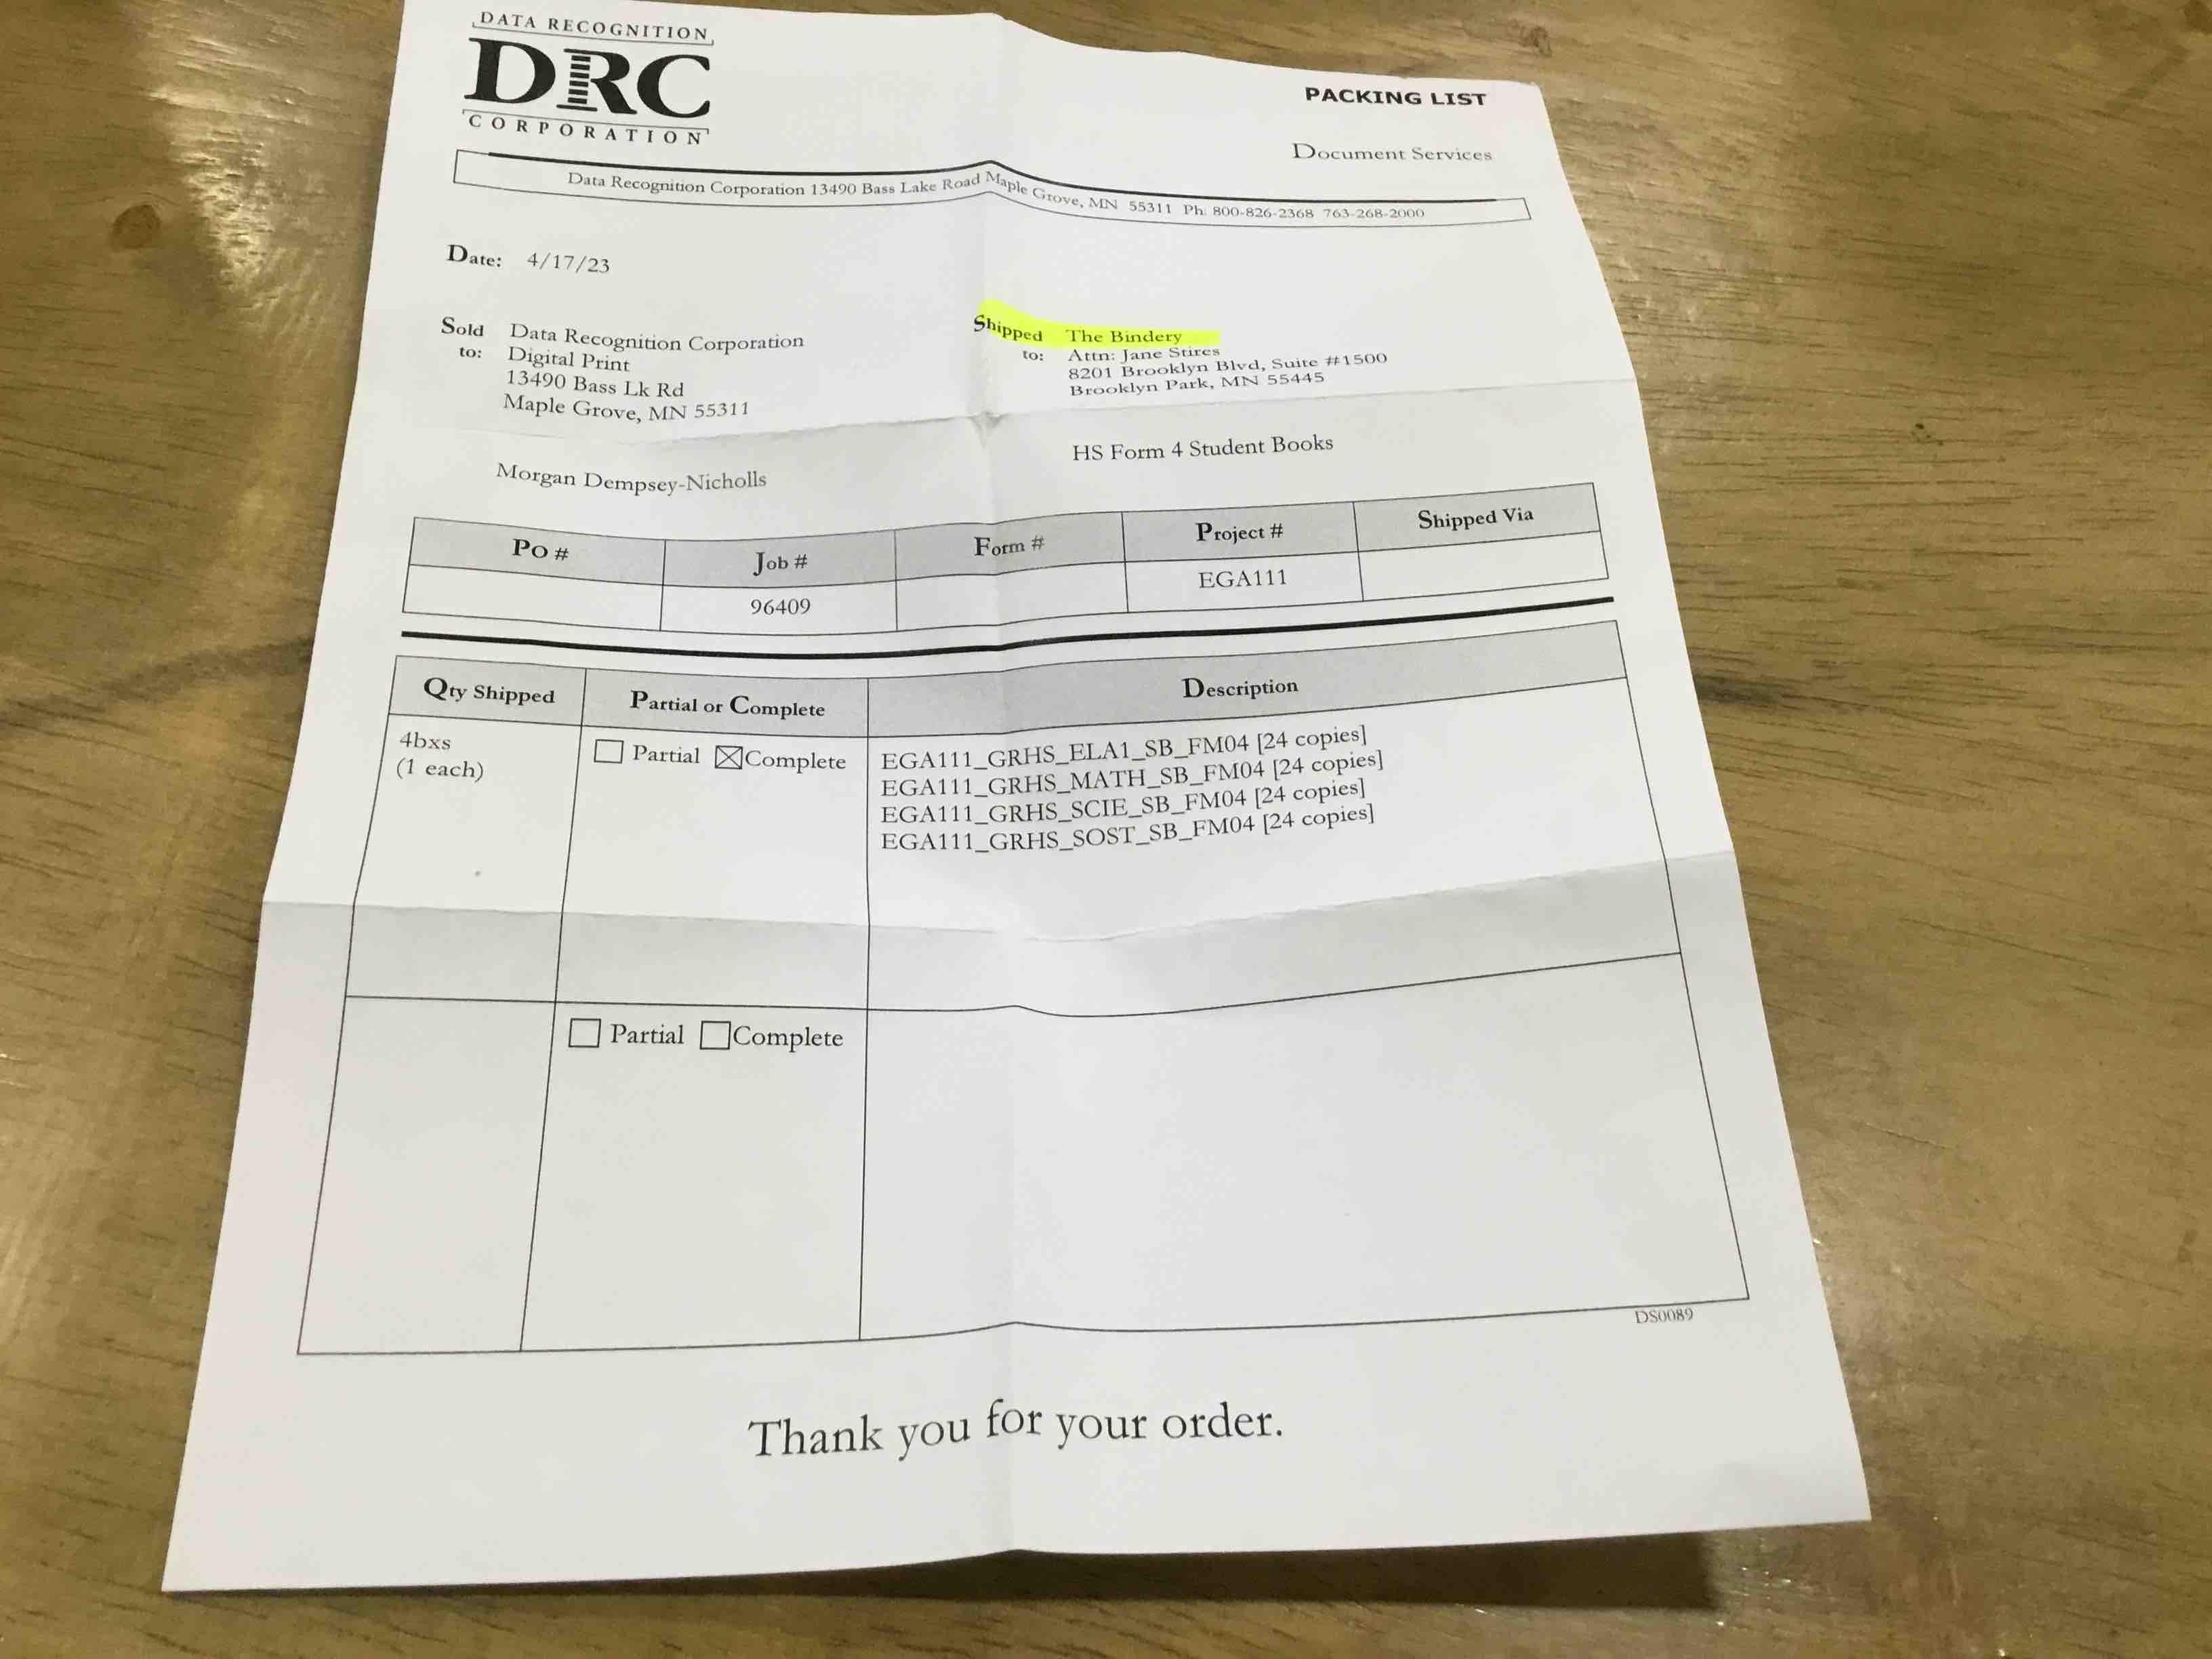 DATA RECOGNITION
DRC
CORPORATION
PACKING LIST
Document Services
Data Recognition Corporation 13490 Bass Lake Road Maple Grove, MN 55311 Ph: 800-826-2368 763-268-2000
Date: 4/17/23
Sold to: Data Recognition Corporation
Digital Print
13490 Bass Lk Rd
Maple Grove, MN 55311
Shipped to: The Bindery
Attn: Jane Stires
8201 Brooklyn Blvd, Suite #1500
Brooklyn Park, MN 55445
Morgan Dempsey-Nicholls
HS Form 4 Student Books
PO # Job # Form # Project # Shipped Via
96409 EGA111
Qty Shipped Partial or Complete Description
4bxs
(1 each)
Partial Complete
EGA111_GRHS_ELA1_SB_FM04 [24 copies]
EGA111_GRHS_MATH_SB_FM04 [24 copies]
EGA111_GRHS_SCIE_SB_FM04 [24 copies]
EGA111_GRHS_SOST_SB_FM04 [24 copies]
Partial Complete
DS0089
Thank you for your order.